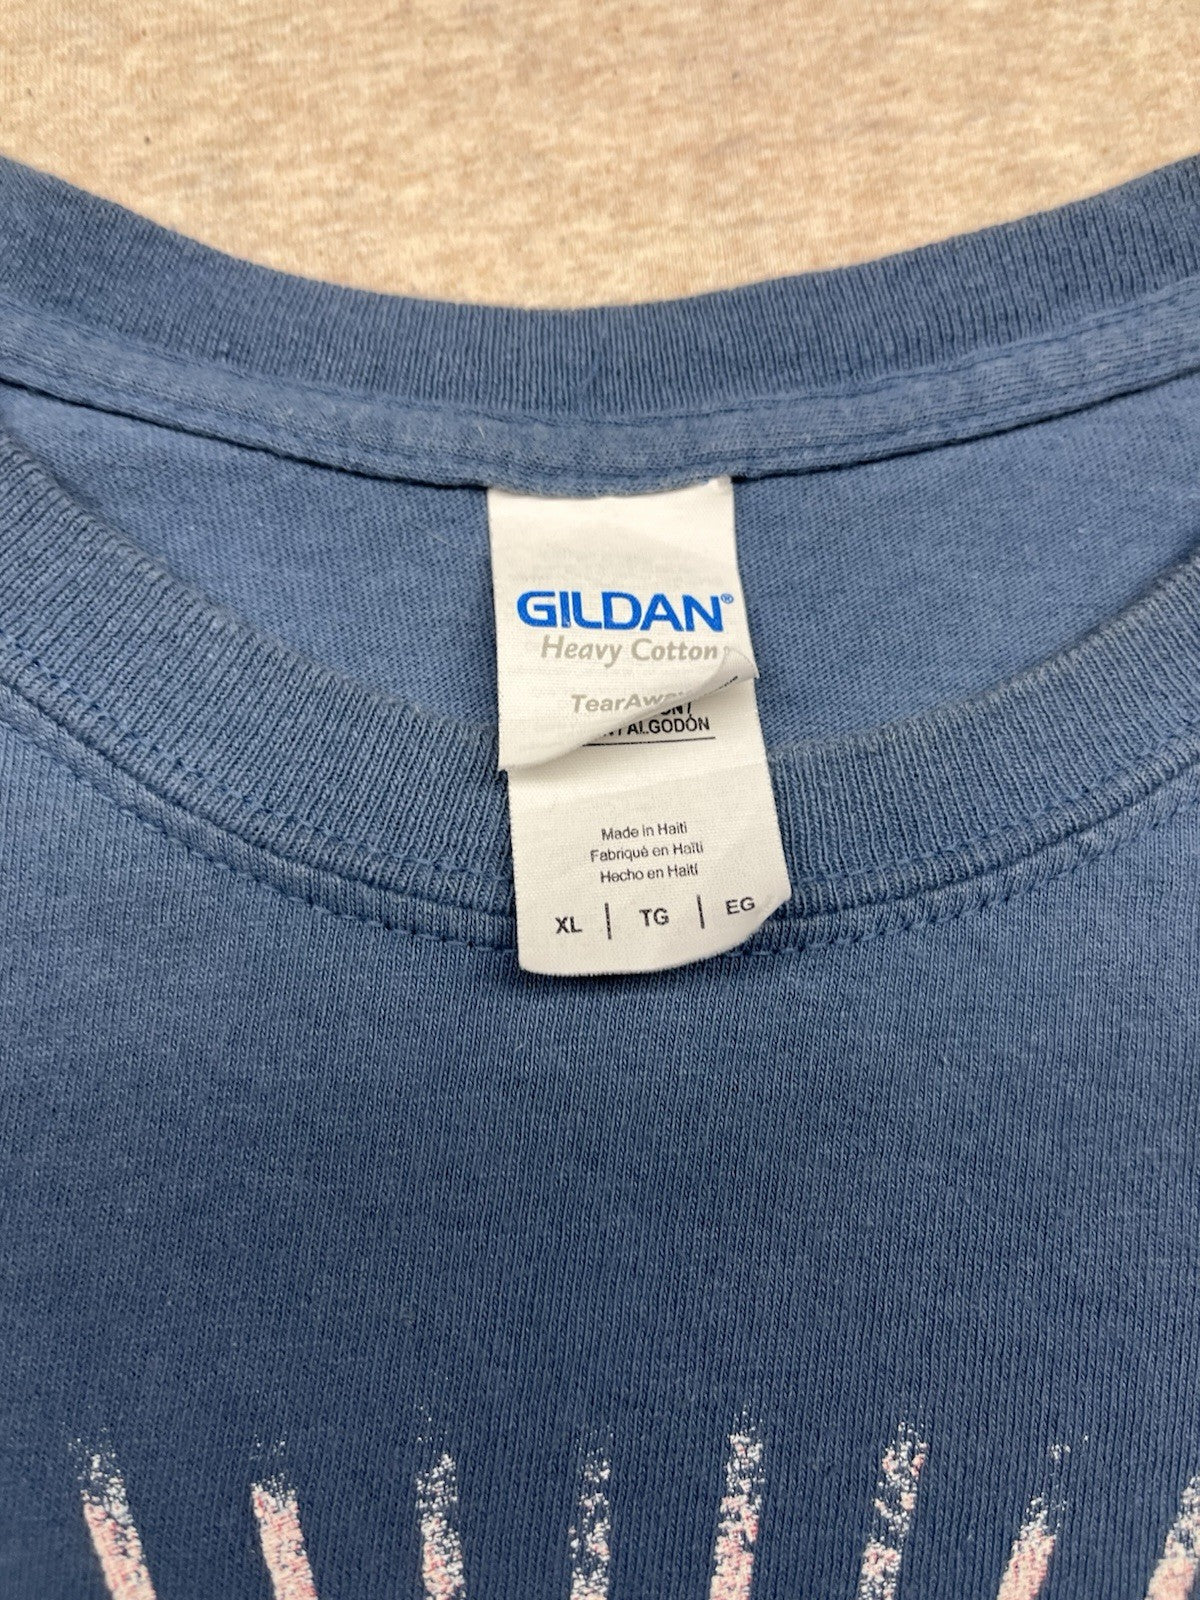 GILDAN®
Heavy Cotton
ALGODÓN
Made in Haiti
Fabriqué en Haïti
Hecho en Haití
XL | TG | EG